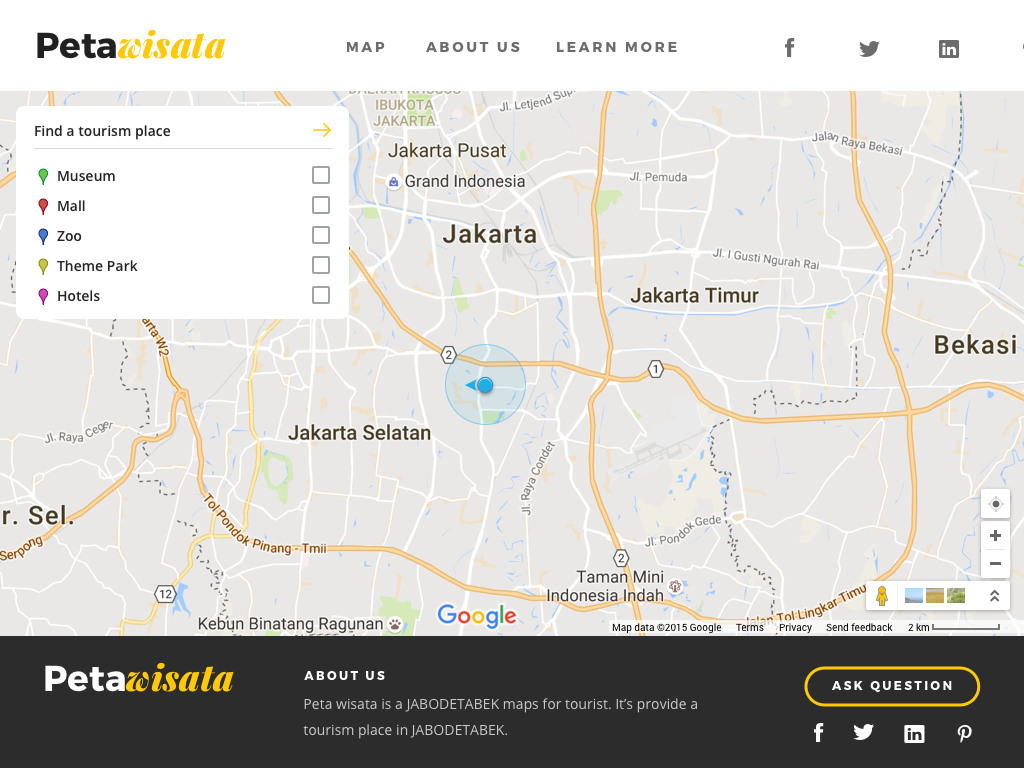 Petawisata
MAP ABOUT US LEARN MORE
Find a tourism place
Museum
Mall
Zoo
Theme Park
Hotels
IBUKOTA
JAKARTA
Jl. Letjend Sup
Jakarta Pusat
Grand Indonesia
Jl. Pemuda
Jalan Raya Bekasi
Jakarta
Jl. I Gusti Ngurah Rai
Jakarta Timur
Bekasi
arta W2
2
1
Jl. Raya Ceger
Jakarta Selatan
Jl. Raya Condet
r. Sel.
Serpong
Tol Pondok Pinang - Tmii
Jl. Pondok Gede
2
12
Taman Mini
Indonesia Indah
Jalan Tol Lingkar Timu
Kebun Binatang Ragunan
Google
Map data ©2015 Google Terms Privacy Send feedback 2 km
Petawisata
ABOUT US
Peta wisata is a JABODETABEK maps for tourist. It's provide a
tourism place in JABODETABEK.
ASK QUESTION